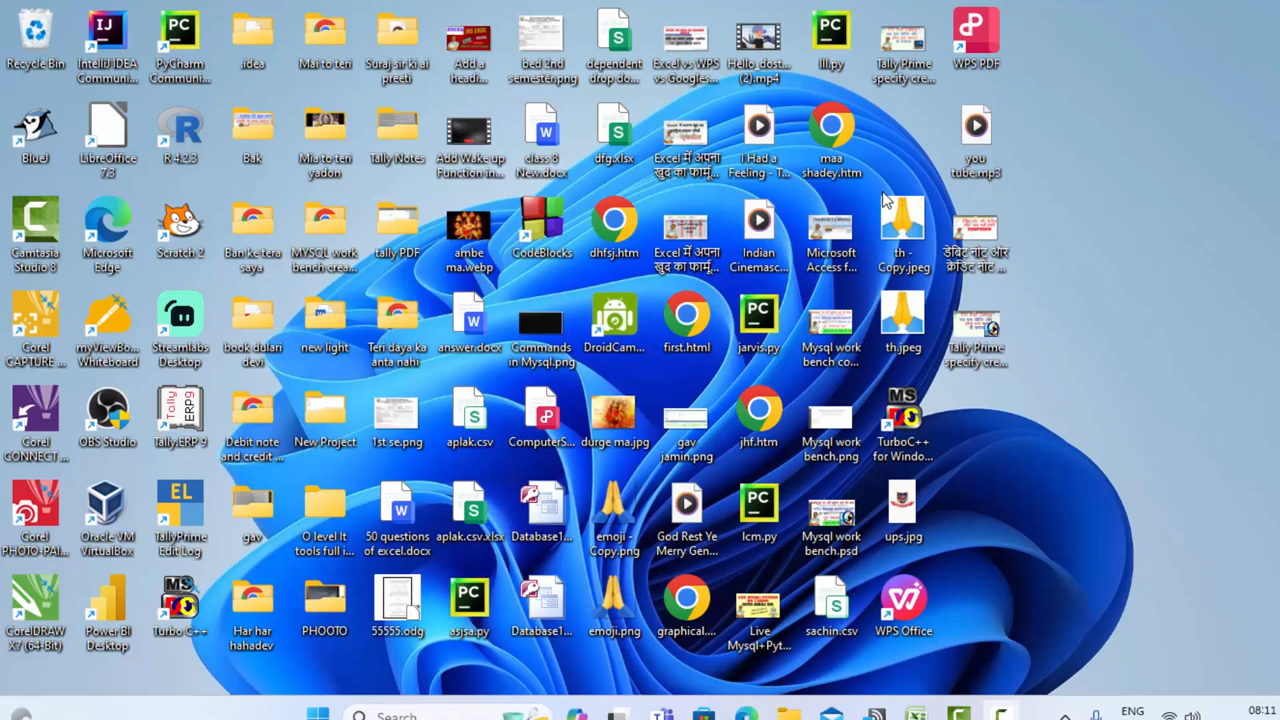 Recycle Bin
IntelliJ IDEA
Communi...
PyCharm
Communi...
.idea
Mai to teri
Suraj sir ki ai
preeti
Add a
headi...
bed 2nd
semester.png
dependent
drop do...
Excel vs WPS
vs Googles...
Hello_dost...
(2).mp4
lll.py
Tally Prime
specify cre...
WPS PDF
BlueJ
LibreOffice
7.3
R 4.2.3
Bak
Mia to teri
yadon
Tally Notes
Add Wake up
Function in...
class 8
New.docx
dfg.xlsx
Excel में अपना
खुद का फार्मू...
I Had a
Feeling - T...
maa
shadey.htm
you
tube.mp3
Camtasia
Studio 8
Microsoft
Edge
Scratch 2
Ban ke tera
saya
MYSQL work
bench crea...
tally PDF
ambe
ma.webp
CodeBlocks
dhfsj.htm
Excel में अपना
खुद का फार्मू...
Indian
Cinemasc...
Microsoft
Access f...
th -
Copy.jpeg
डेबिट नोट और
क्रेडिट नोट ...
Corel
CAPTURE ...
myViewBo...
Whiteboard
Streamlabs
Desktop
book dulari
devi
new light
Teri daya ka
anta nahi
answer.docx
Commands
in Mysql.png
DroidCam...
first.html
jarvis.py
Mysql work
bench co...
th.jpeg
Tally Prime
specify cre...
Corel
CONNECT ...
OBS Studio
Tally.ERP 9
Debit note
and credit ...
New Project
1st se.png
aplak.csv
ComputerS...
durge ma.jpg
gav
jamin.png
jhf.htm
Mysql work
bench.png
TurboC++
for Windo...
Corel
PHOTO-PAI...
Oracle VM
VirtualBox
TallyPrime
Edit Log
gav
O level It
tools full i...
50 questions
of excel.docx
aplak.csv.xlsx
Database1...
emoji -
Copy.png
God Rest Ye
Merry Gen...
lcm.py
Mysql work
bench.psd
ups.jpg
CorelDRAW
X7 (64-Bit)
Power BI
Desktop
Turbo C++
Har har
hahadev
PHOOTO
55555.odg
asjsa.py
Database1...
emoji.png
graphical....
Live
Mysql+Pyt...
sachin.csv
WPS Office
Search
ENG
08:11